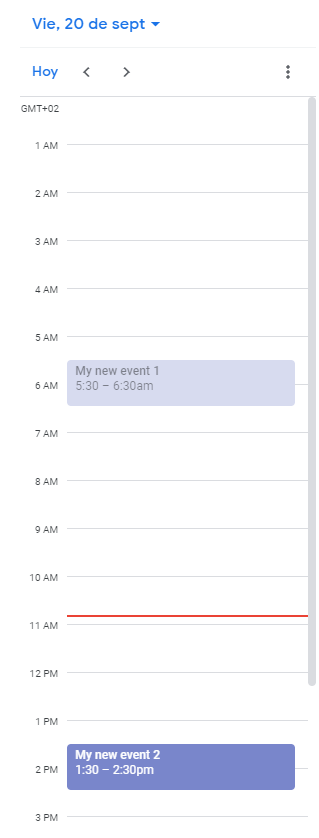 Vie, 20 de sept
Hoy
GMT+02
1 AM
2 AM
3 AM
4 AM
5 AM
My new event 1
5:30 – 6:30am
6 AM
7 AM
8 AM
9 AM
10 AM
11 AM
12 PM
1 PM
My new event 2
1:30 – 2:30pm
2 PM
3 PM